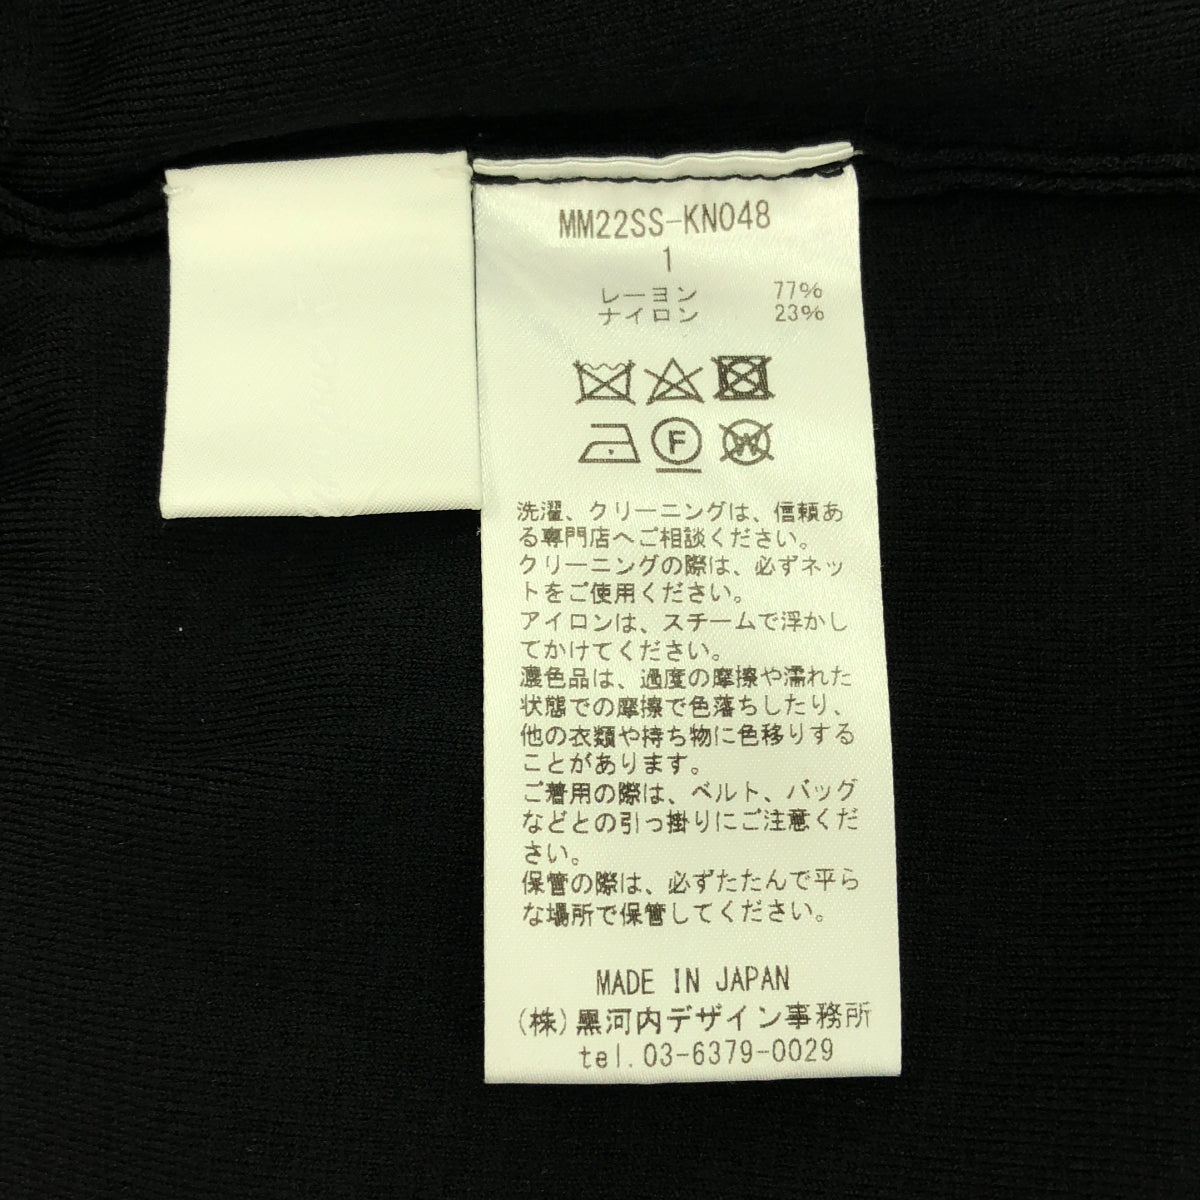 MM22SS-KN048
1
レーヨン 77%
ナイロン 23%
F
W
洗濯、クリーニングは、信頼あ
る専門店へご相談ください。
クリーニングの際は、必ずネッ
トをご使用ください。
アイロンは、スチームで浮かし
てかけてください。
濃色品は、過度の摩擦や濡れた
状態での摩擦で色落ちしたり、
他の衣類や持ち物に色移りする
ことがあります。
ご着用の際は、ベルト、バッグ
などとの引っ掛りにご注意くだ
さい。
保管の際は、必ずたたんで平ら
な場所で保管してください。
MADE IN JAPAN
(株)黒河内デザイン事務所
tel.03-6379-0029